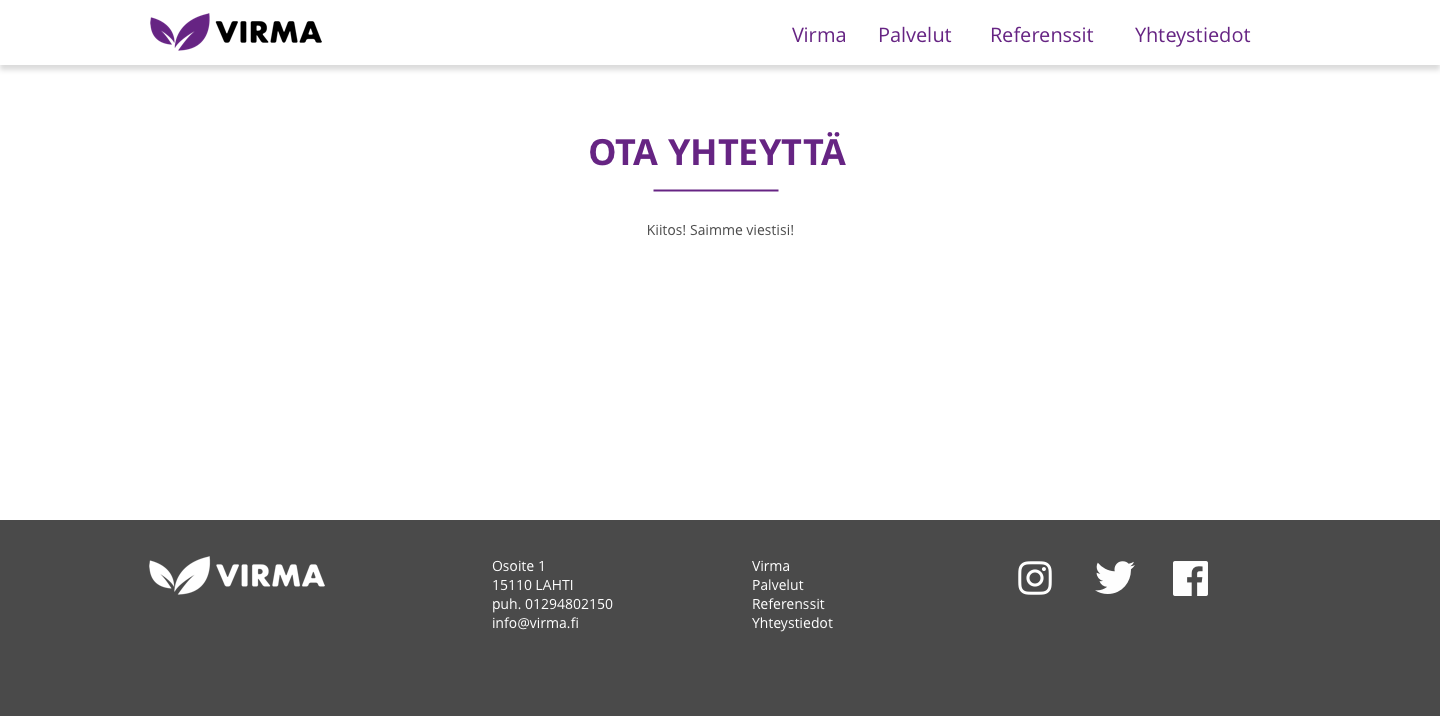 VIRMA
Virma Palvelut Referenssit Yhteystiedot
OTA YHTEYTTÄ
Kiitos! Saimme viestisi!
VIRMA
Osoite 1
15110 LAHTI
puh. 01294802150
info@virma.fi
Virma
Palvelut
Referenssit
Yhteystiedot